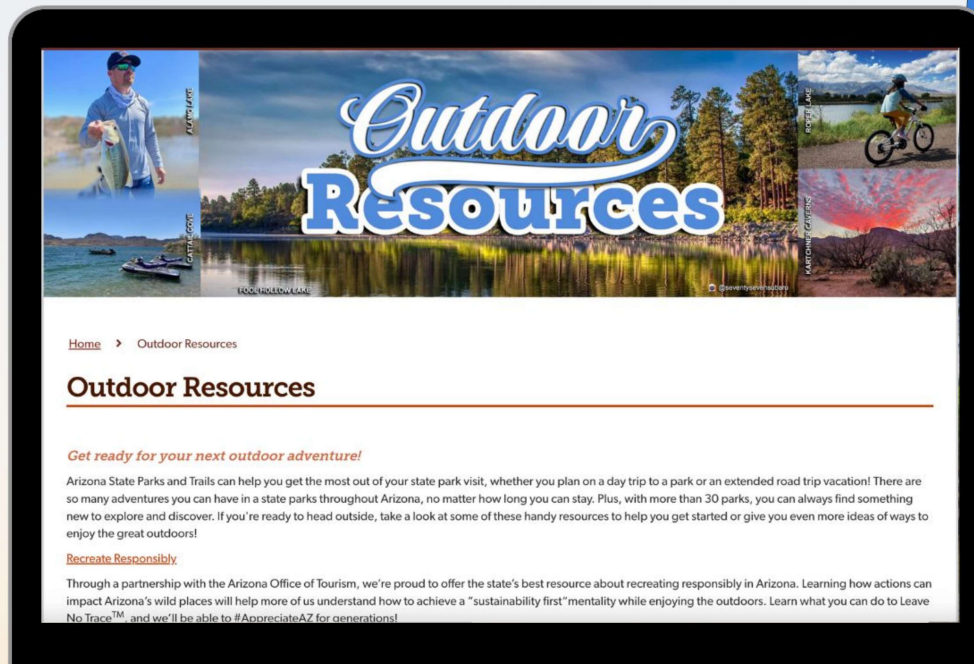 ALAMO LAKE
CATTAIL COVE
Outdoor
Resources
FOOL HOLLOW LAKE
@seventysevensubaru
ROPER LAKE
KARTCHNER CAVERNS
Home > Outdoor Resources
Outdoor Resources
Get ready for your next outdoor adventure!
Arizona State Parks and Trails can help you get the most out of your state park visit, whether you plan on a day trip to a park or an extended road trip vacation! There are
so many adventures you can have in a state parks throughout Arizona, no matter how long you can stay. Plus, with more than 30 parks, you can always find something
new to explore and discover. If you're ready to head outside, take a look at some of these handy resources to help you get started or give you even more ideas of ways to
enjoy the great outdoors!
Recreate Responsibly
Through a partnership with the Arizona Office of Tourism, we're proud to offer the state's best resource about recreating responsibly in Arizona. Learning how actions can
impact Arizona's wild places will help more of us understand how to achieve a "sustainability first"mentality while enjoying the outdoors. Learn what you can do to Leave
No Trace™, and we'll be able to #AppreciateAZ for generations!